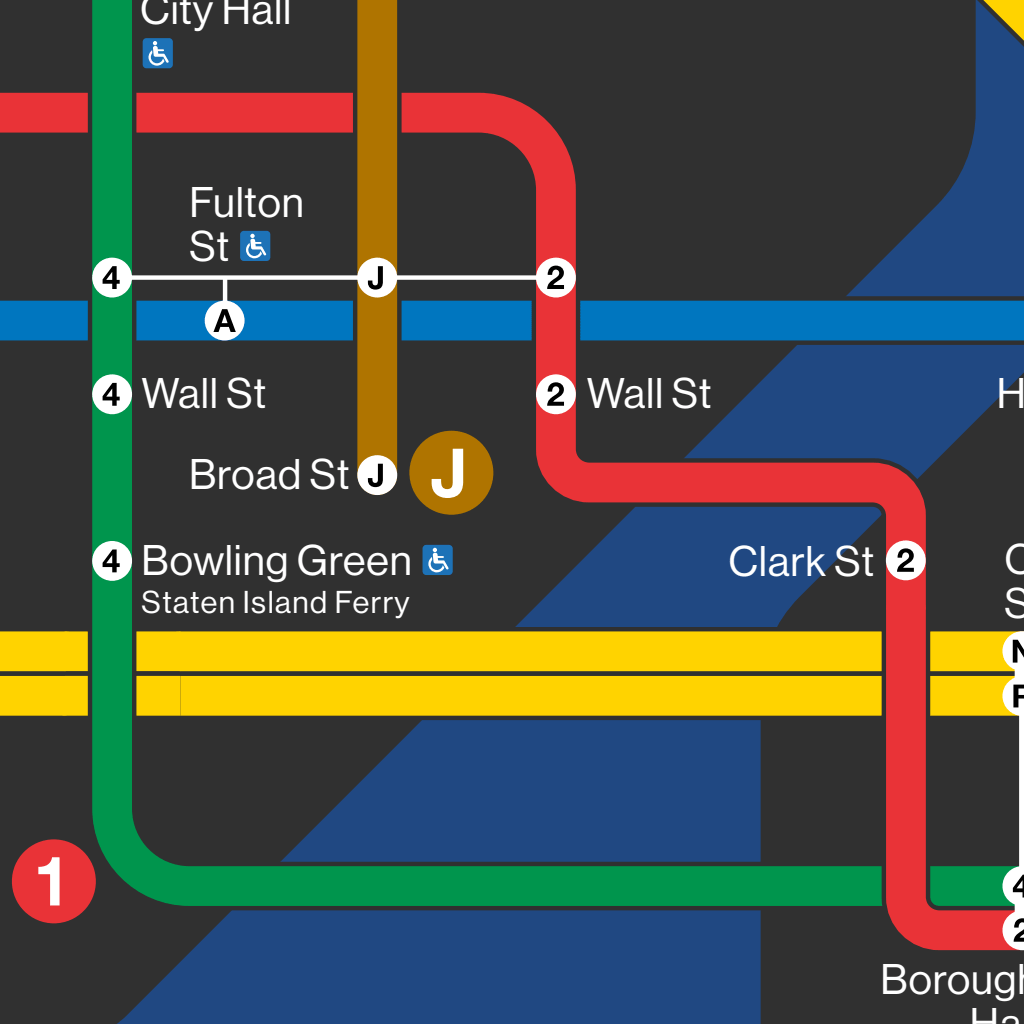 City Hall
Fulton
St
4
J
2
A
4 Wall St
2 Wall St
H
Broad St J J
4 Bowling Green
Staten Island Ferry
Clark St 2
N
1
4
2
Borough